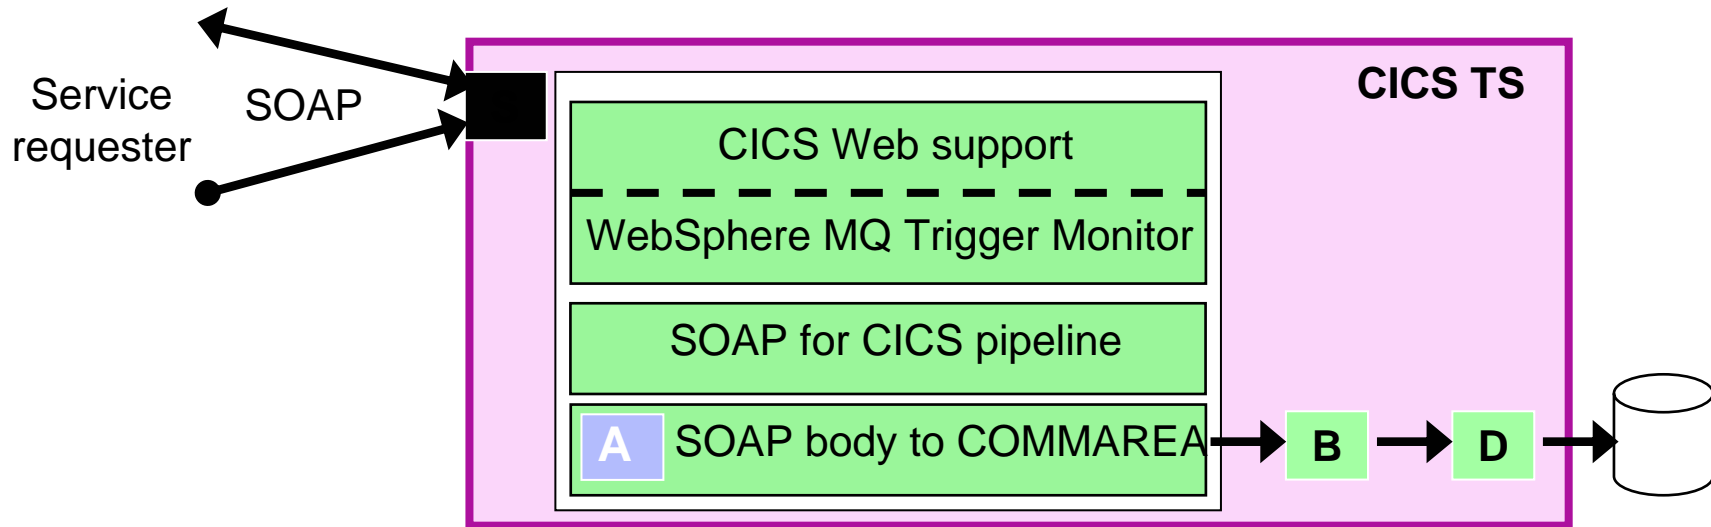 Service
requester
SOAP
CICS TS
CICS Web support
WebSphere MQ Trigger Monitor
SOAP for CICS pipeline
A
SOAP body to COMMAREA
B
D